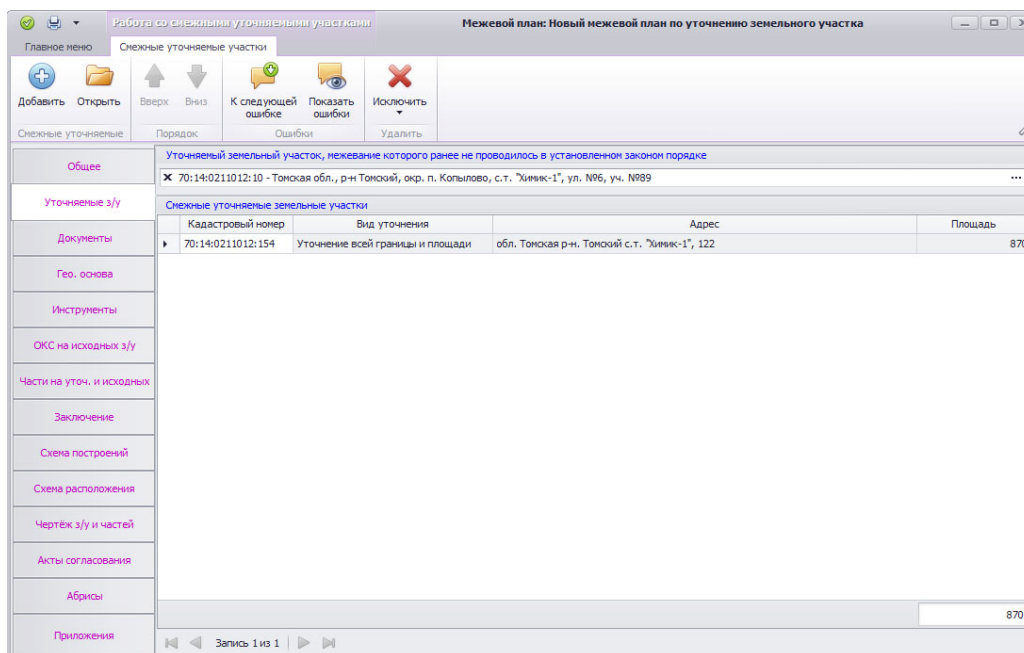 Работа со смежными уточняемыми участками
Межевой план: Новый межевой план по уточнению земельного участка
Главное меню
Смежные уточняемые участки
Добавить
Открыть
Вверх
Вниз
К следующей ошибке
Показать ошибки
Исключить
Смежные уточняемые
Порядок
Ошибки
Удалить
Общее
Уточняемые з/у
Документы
Гео. основа
Инструменты
ОКС на исходных з/у
Части на уточ. и исходных
Заключение
Схема построений
Схема расположения
Чертёж з/у и частей
Акты согласования
Абрисы
Приложения
Уточняемый земельный участок, межевание которого ранее не проводилось в установленном законом порядке
70:14:0211012:10 - Томская обл., р-н Томский, окр. п. Копылово, с.т. "Химик-1", ул. №6, уч. №89
Смежные уточняемые земельные участки
Кадастровый номер Вид уточнения Адрес Площадь
70:14:0211012:154 Уточнение всей границы и площади обл. Томская р-н. Томский с.т. "Химик-1", 122 870
870
Запись 1 из 1